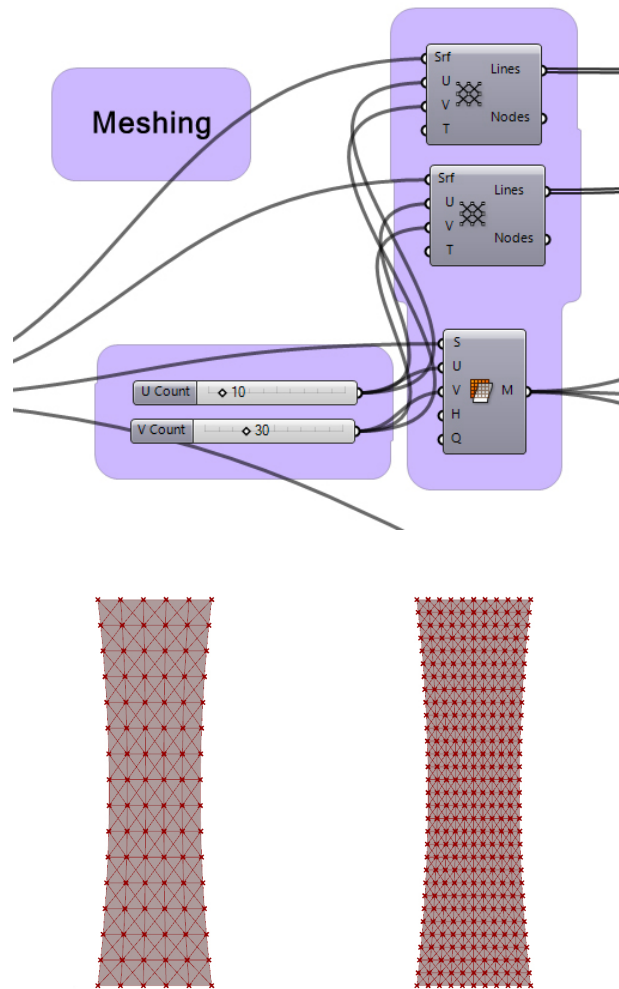 Meshing
Srf
U
V
T
Lines
Nodes
Srf
U
V
T
Lines
Nodes
U Count 10
V Count 30
S
U
V
H
Q
M